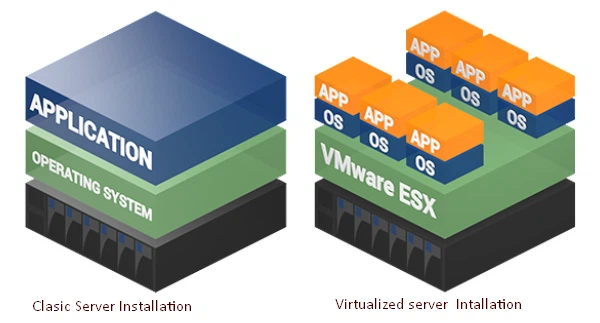 APPLICATION
OPERATING SYSTEM
Clasic Server Installation
APP
OS
APP
OS
APP
OS
APP
OS
APP
OS
APP
OS
VMware ESX
Virtualized server Intallation